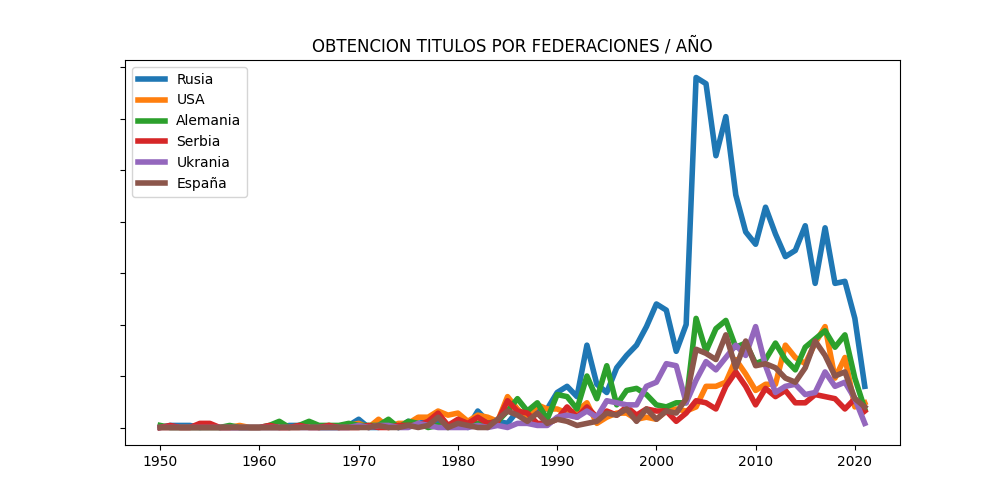 OBTENCION TITULOS POR FEDERACIONES / AÑO
Rusia
USA
Alemania
Serbia
Ukrania
España
1950 1960 1970 1980 1990 2000 2010 2020